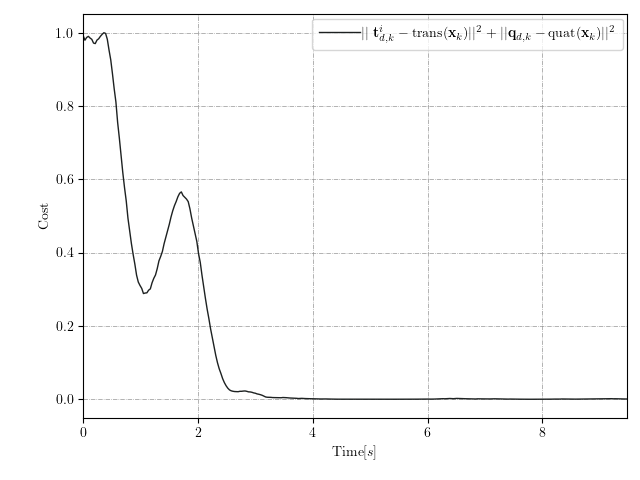 || t^i_{d,k} − trans(x_k)||^2 + ||q_{d,k} − quat(x_k)||^2
1.0
0.8
0.6
0.4
0.2
0.0
Cost
0 2 4 6 8
Time[s]